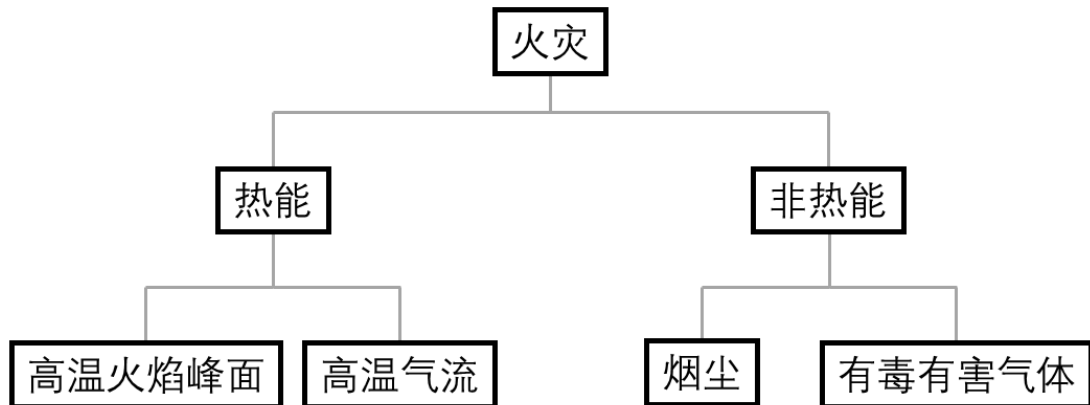 火灾
热能
非热能
高温火焰峰面
高温气流
烟尘
有毒有害气体